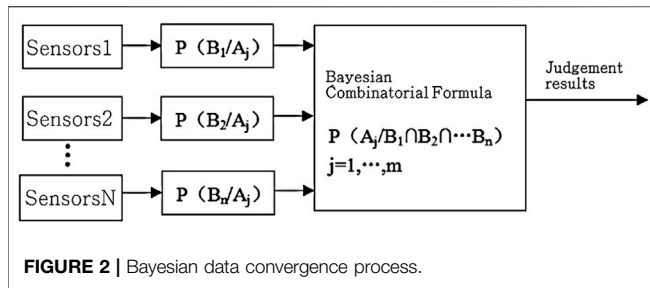 Sensors1
P (B₁/Aⱼ)
Sensors2
P (B₂/Aⱼ)
SensorsN
P (Bₙ/Aⱼ)
Bayesian
Combinatorial Formula
P (Aⱼ/B₁∩B₂∩⋯Bₙ)
j=1,⋯,m
Judgement
results
FIGURE 2 | Bayesian data convergence process.